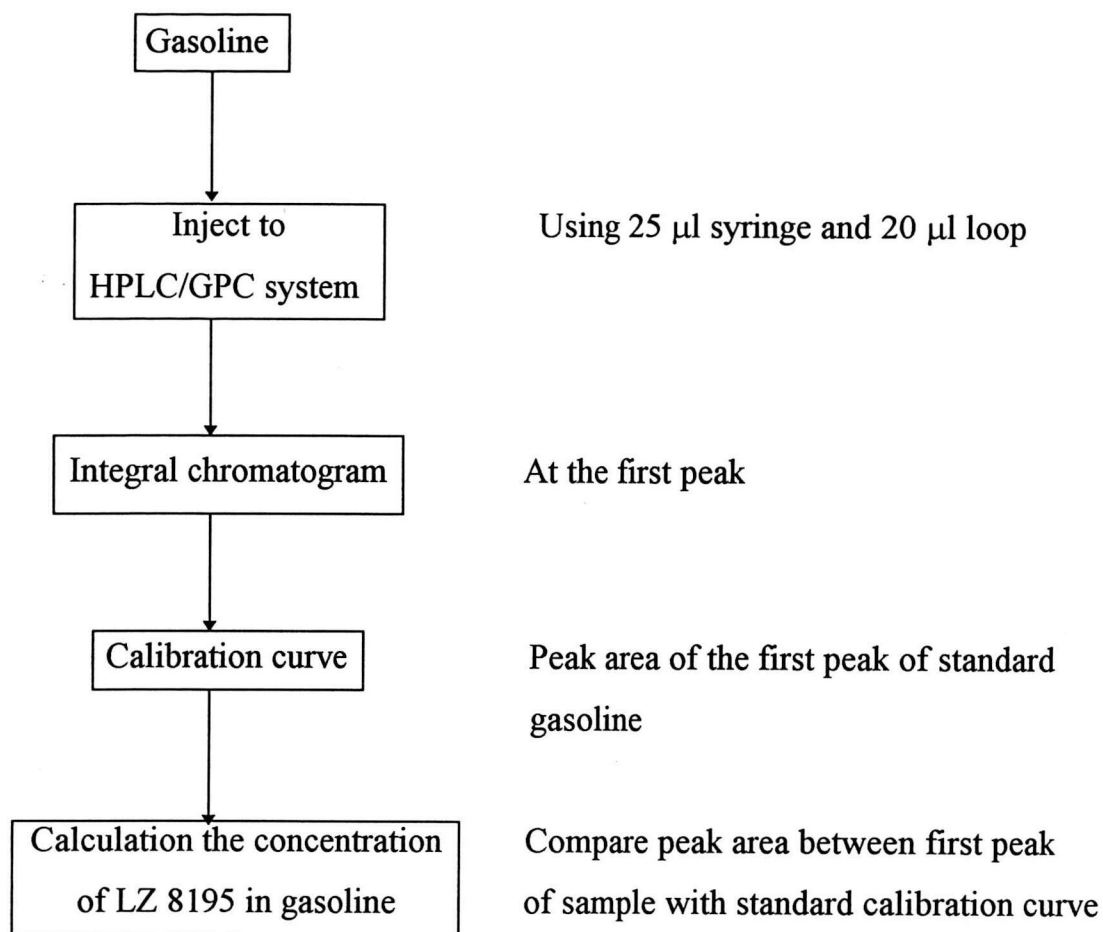 Gasoline
Inject to
HPLC/GPC system
Using 25 µl syringe and 20 µl loop
Integral chromatogram
At the first peak
Calibration curve
Peak area of the first peak of standard
gasoline
Calculation the concentration
of LZ 8195 in gasoline
Compare peak area between first peak
of sample with standard calibration curve